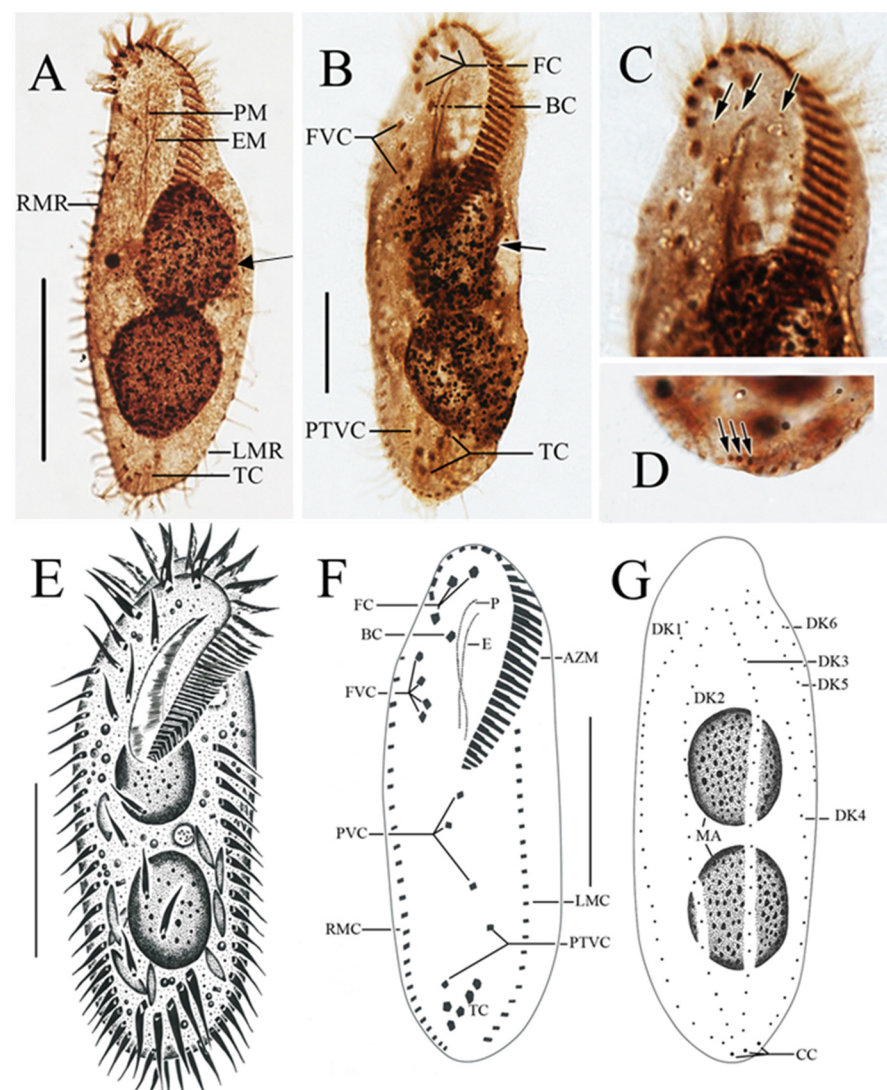 A
PM
EM
RMR
LMR
TC
B
FC
BC
FVC
PTVC
TC
C
D
E
F
FC
P
BC
E
AZM
FVC
PVC
LMC
RMC
PTVC
TC
G
DK1
DK6
DK3
DK5
DK2
DK4
MA
CC